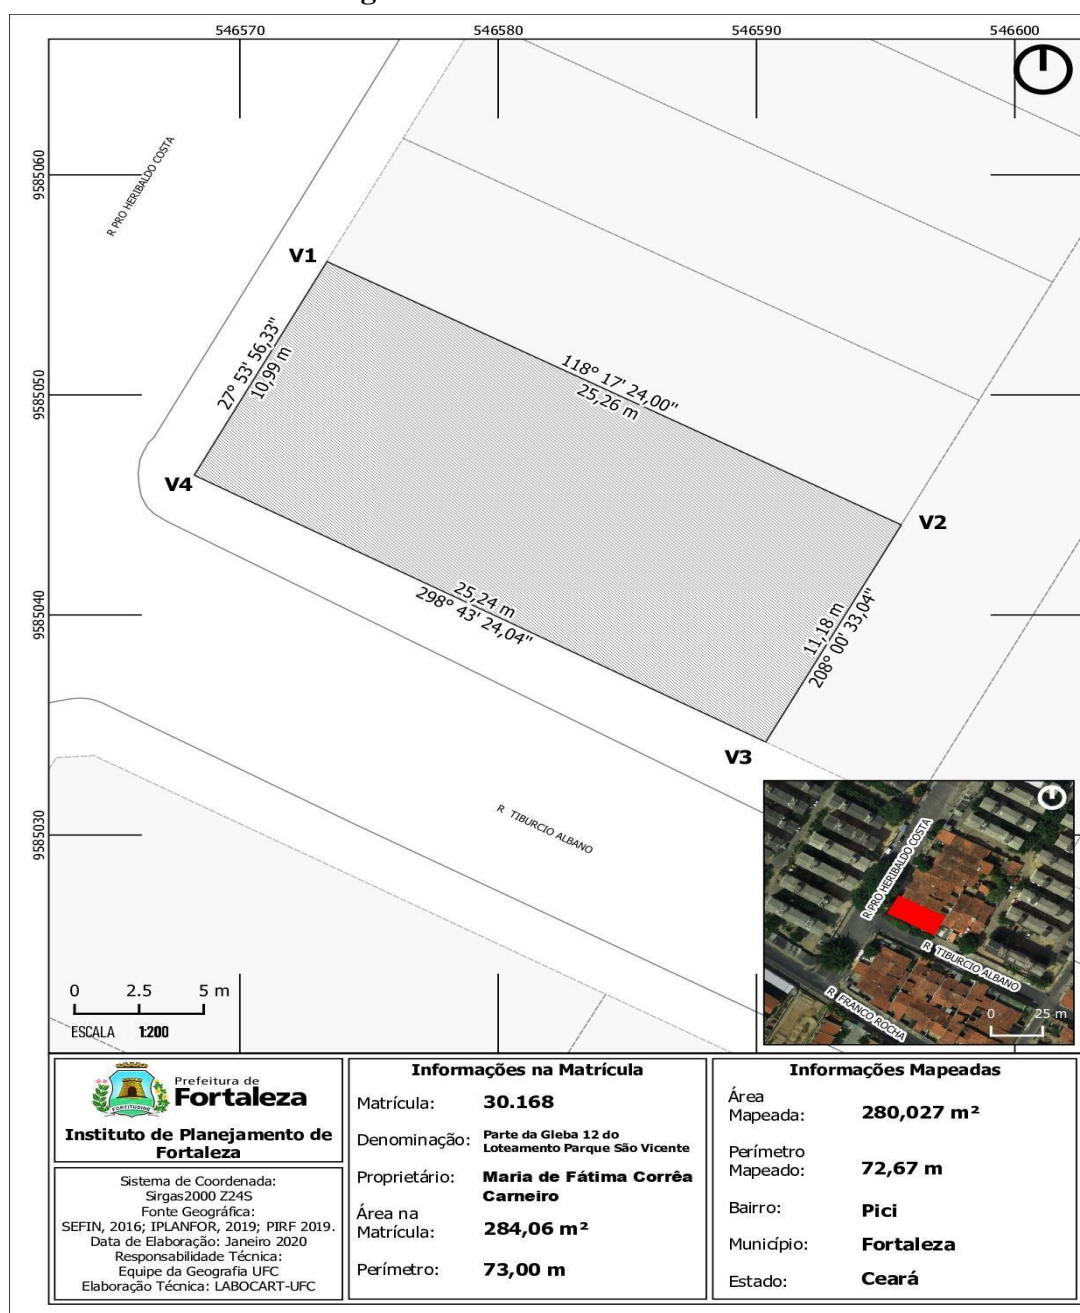 546570
546580
546590
546600
9585060
9585050
9585040
9585030
R PRO HERIBALDO COSTA
V1
27° 53' 56,33"
10,99 m
118° 17' 24,00"
25,26 m
V4
V2
25,24 m
298° 43' 24,04"
11,18 m
208° 00' 33,04"
V3
R TIBURCIO ALBANO
R PRO HERIBALDO COSTA
R TIBURCIO ALBANO
R FRANCO ROCHA
0 25 m
0 2.5 5 m
ESCALA 1:200
Prefeitura de
Fortaleza
FORTITUDINE
Instituto de Planejamento de
Fortaleza
Sistema de Coordenada:
Sirgas2000 Z24S
Fonte Geográfica:
SEFIN, 2016; IPLANFOR, 2019; PIRF 2019.
Data de Elaboração: Janeiro 2020
Responsabilidade Técnica:
Equipe da Geografia UFC
Elaboração Técnica: LABOCART-UFC
Informações na Matrícula
Matrícula: 30.168
Denominação: Parte da Gleba 12 do
Loteamento Parque São Vicente
Proprietário: Maria de Fátima Corrêa
Carneiro
Área na
Matrícula: 284,06 m²
Perímetro: 73,00 m
Informações Mapeadas
Área
Mapeada: 280,027 m²
Perímetro
Mapeado: 72,67 m
Bairro: Pici
Município: Fortaleza
Estado: Ceará